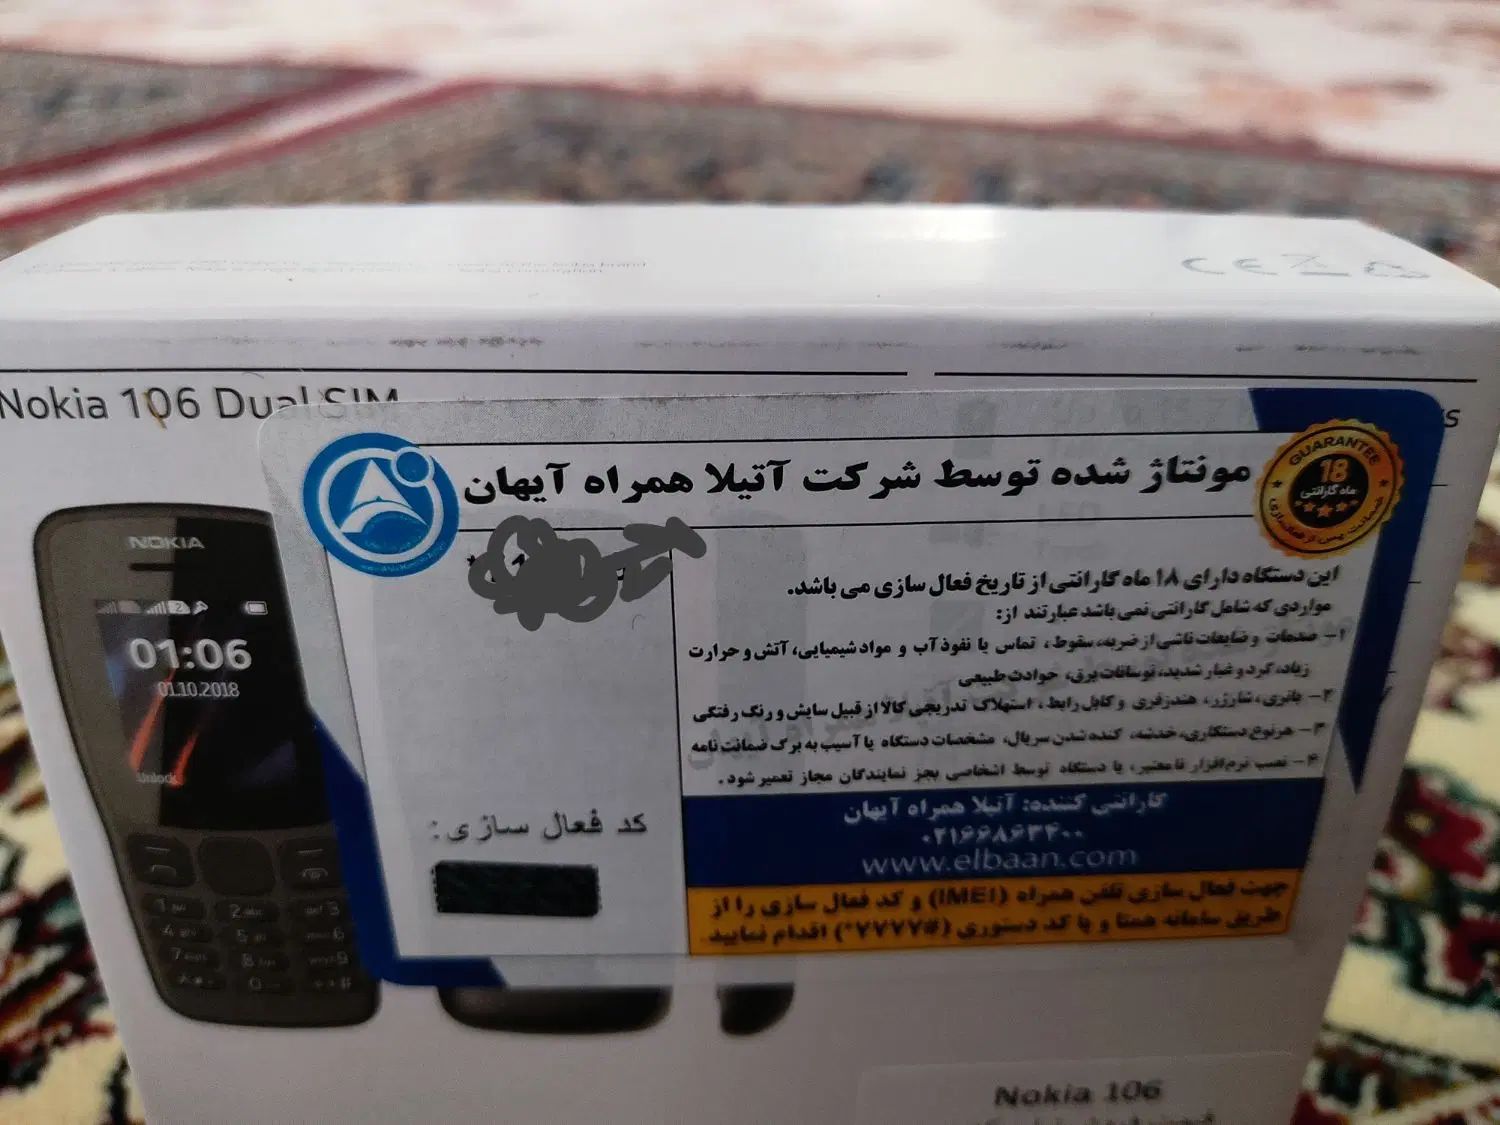 Nokia 106 Dual SIM
مونتاژ شده توسط شرکت آتیلا همراه آیهان
GUARANTEE
18
ماه گارانتی
این دستگاه دارای ۱۸ ماه گارانتی از تاریخ فعال سازی می باشد.
مواردی که شامل گارانتی نمی باشد عبارتند از:
۱- صدمات و ضایعات ناشی از ضربه، سقوط، تماس یا نفوذ آب و مواد شیمیایی، آتش و حرارت
زیاد، گرد و غبار شدید، نوسانات برق، حوادث طبیعی
۲- باتری، شارژر، هندزفری و کابل رابط، استهلاک تدریجی کالا از قبیل سایش و رنگ رفتگی
۳- هرنوع دستکاری، خدشه، کنده شدن سریال، مشخصات دستگاه یا آسیب به برگ ضمانت نامه
۴- نصب نرم‌افزار نامعتبر، یا دستگاه توسط اشخاصی بجز نمایندگان مجاز تعمیر شود.
گارانتی کننده: آتیلا همراه آیهان
۰۲۱۶۶۸۶۳۴۰۰
www.elbaan.com
جهت فعال سازی تلفن همراه (IMEI) و کد فعال سازی را از
طریق سامانه همتا و یا کد دستوری (#۷۷۷۷*) اقدام نمایید.
کد فعال سازی:
NOKIA
01:06
01.10.2018
Unlock
Nokia 106